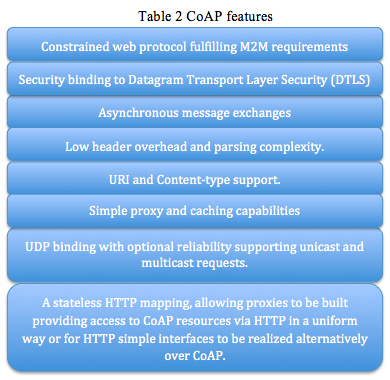 Table 2 CoAP features
Constrained web protocol fulfilling M2M requirements
Security binding to Datagram Transport Layer Security (DTLS)
Asynchronous message exchanges
Low header overhead and parsing complexity.
URI and Content-type support.
Simple proxy and caching capabilities
UDP binding with optional reliability supporting unicast and
multicast requests.
A stateless HTTP mapping, allowing proxies to be built
providing access to CoAP resources via HTTP in a uniform
way or for HTTP simple interfaces to be realized alternatively
over CoAP.